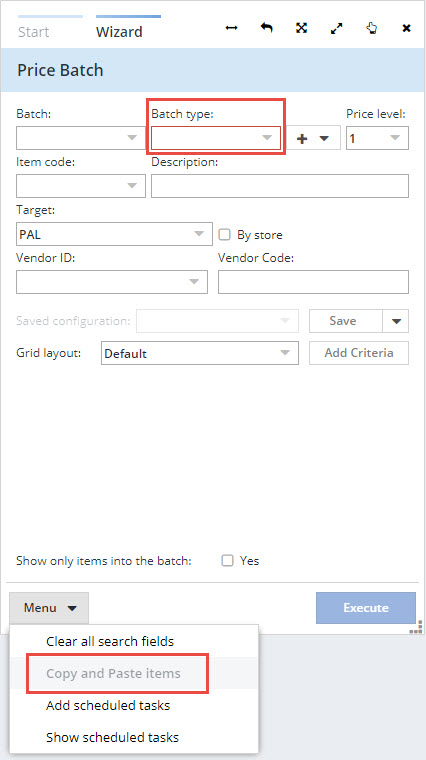 Start Wizard
Price Batch
Batch: Batch type: Price level:
1
Item code: Description:
Target:
PAL By store
Vendor ID: Vendor Code:
Saved configuration: Save
Grid layout: Default Add Criteria
Show only items into the batch: Yes
Menu Execute
Clear all search fields
Copy and Paste items
Add scheduled tasks
Show scheduled tasks